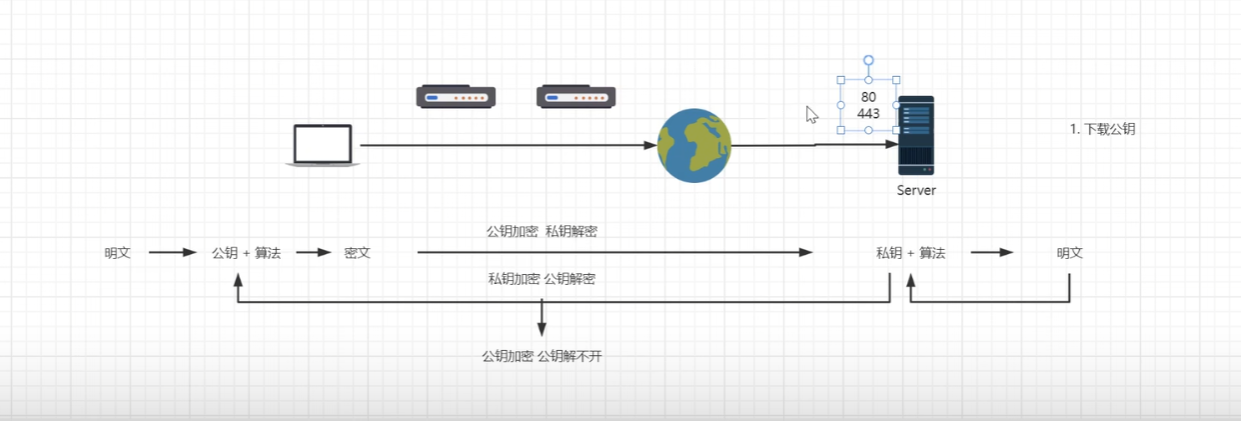 80
443
1. 下载公钥
Server
公钥加密 私钥解密
明文
公钥 + 算法
密文
私钥 + 算法
明文
私钥加密 公钥解密
公钥加密 公钥解不开